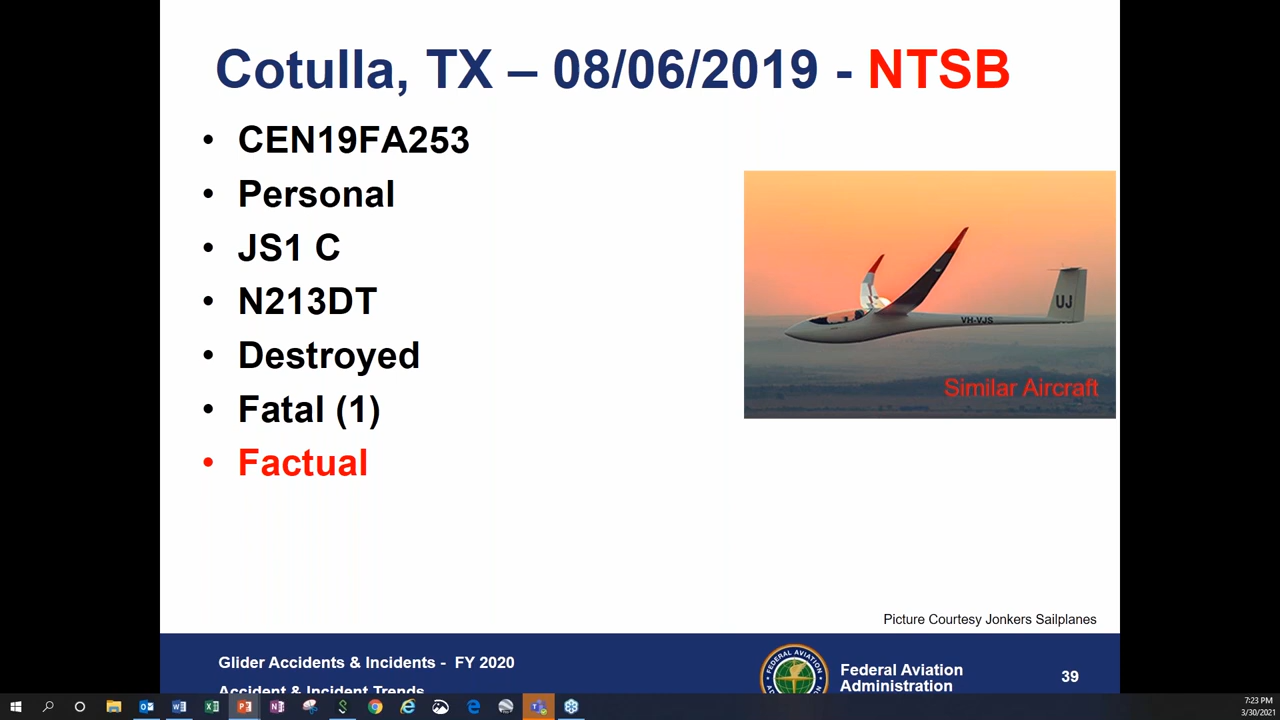 Cotulla, TX – 08/06/2019 - NTSB
• CEN19FA253
• Personal
• JS1 C
• N213DT
• Destroyed
• Fatal (1)
• Factual
UJ
VH-VJS
Similar Aircraft
Picture Courtesy Jonkers Sailplanes
Glider Accidents & Incidents - FY 2020
Accident & Incident Trends
FEDERAL AVIATION
Federal Aviation
Administration
39
7:23 PM
3/30/2021